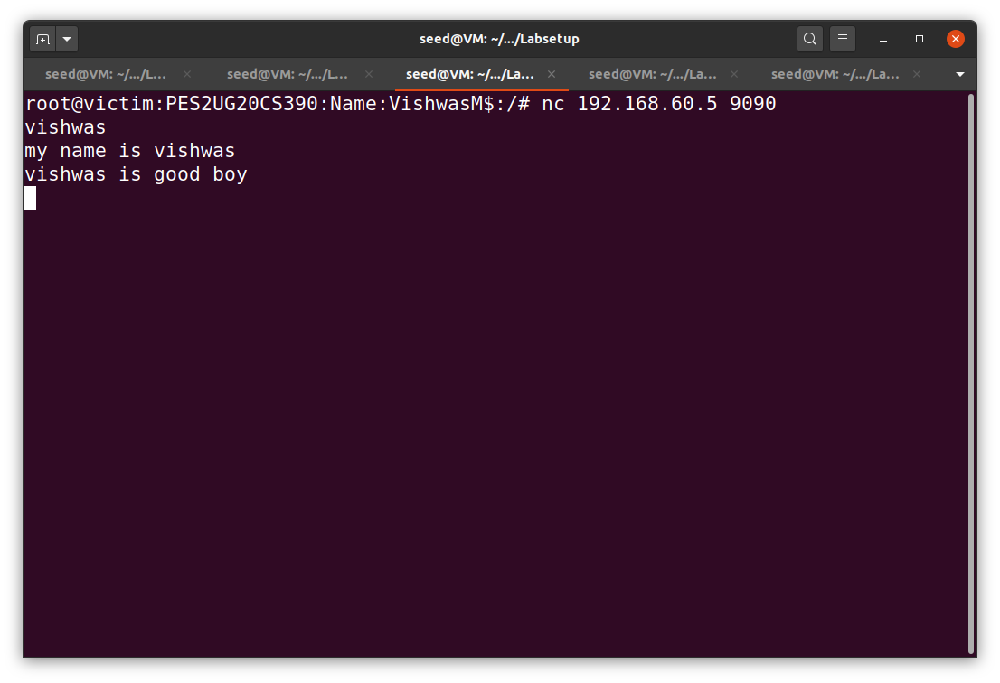 seed@VM: ~/.../Labsetup
seed@VM: ~/.../L... seed@VM: ~/.../L... seed@VM: ~/.../La... seed@VM: ~/.../La... seed@VM: ~/.../La...
root@victim:PES2UG20CS390:Name:VishwasM$:/# nc 192.168.60.5 9090
vishwas
my name is vishwas
vishwas is good boy